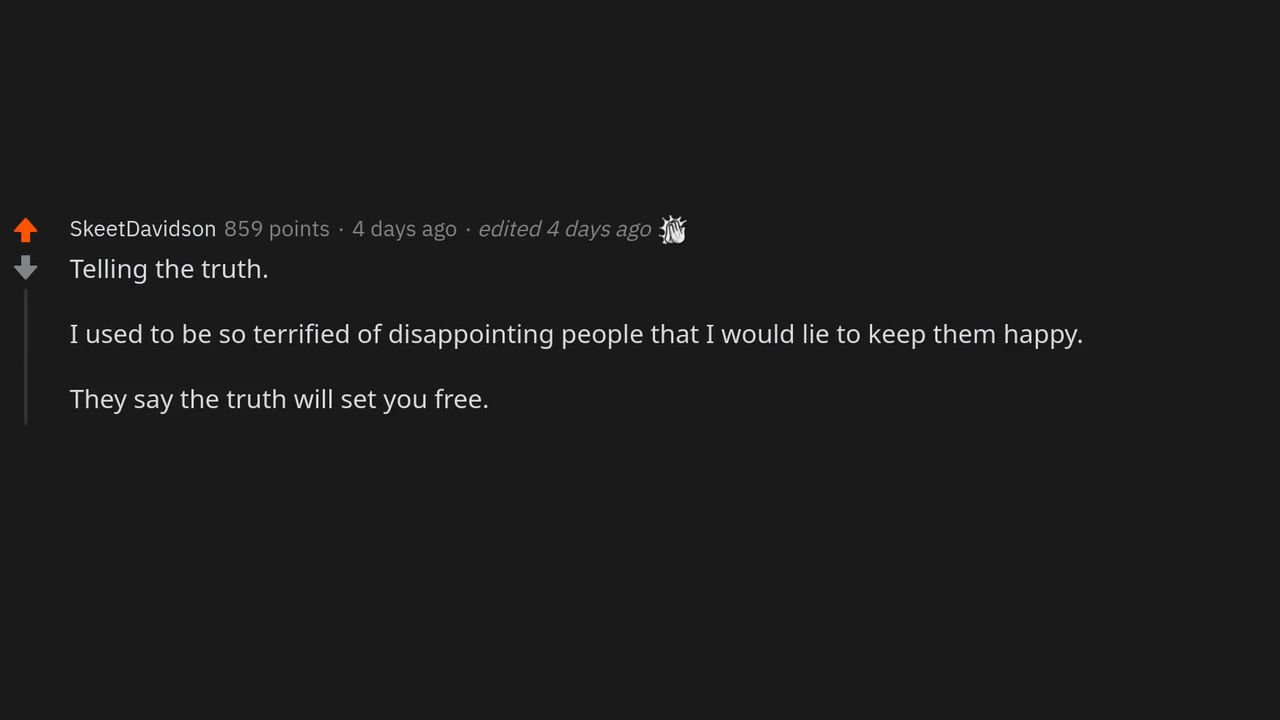 SkeetDavidson 859 points · 4 days ago · edited 4 days ago
Telling the truth.
I used to be so terrified of disappointing people that I would lie to keep them happy.
They say the truth will set you free.